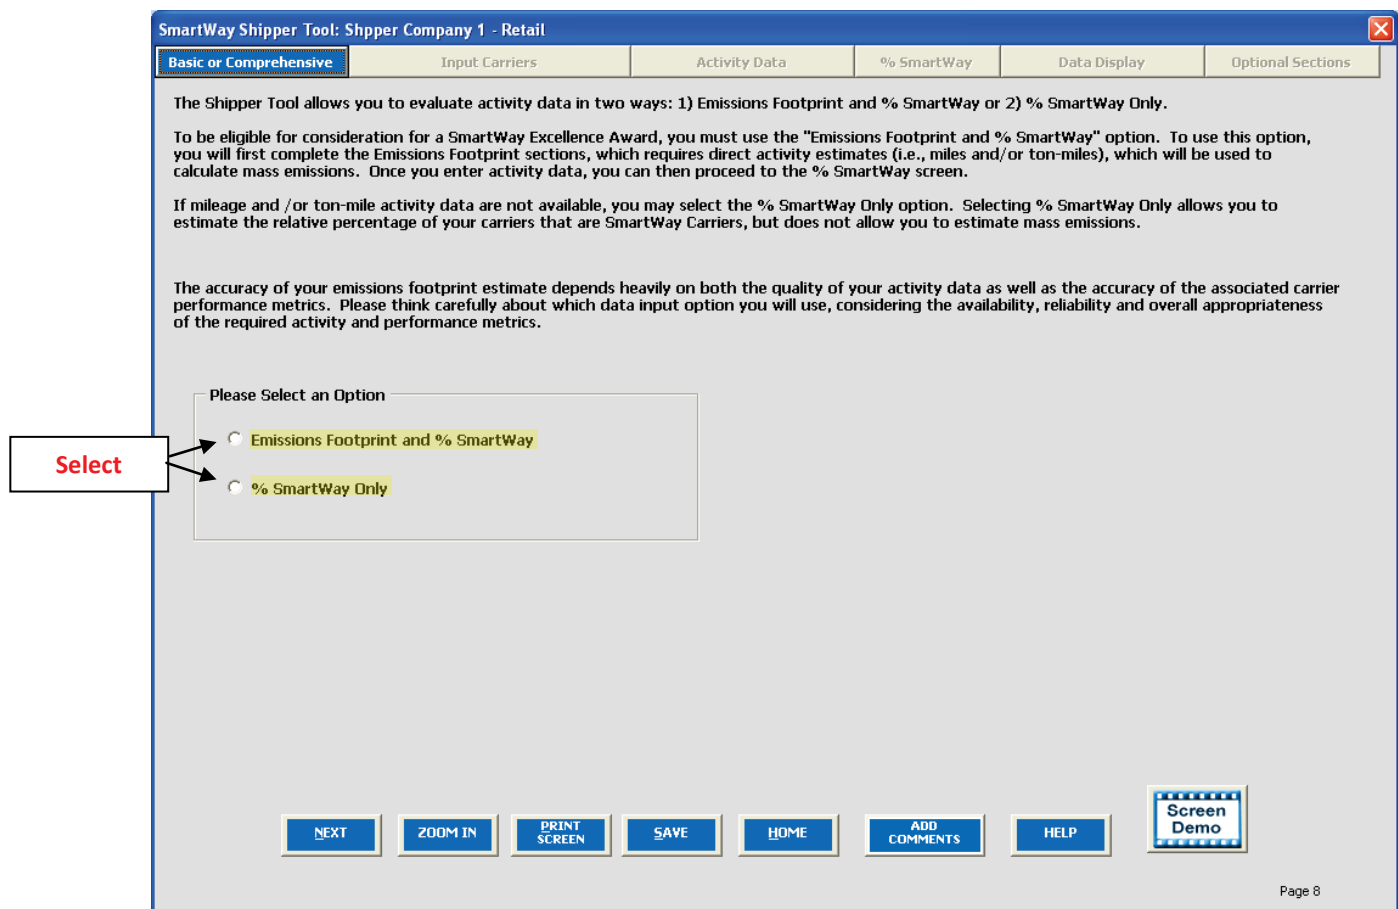 SmartWay Shipper Tool: Shpper Company 1 - Retail
Basic or Comprehensive Input Carriers Activity Data % SmartWay Data Display Optional Sections
The Shipper Tool allows you to evaluate activity data in two ways: 1) Emissions Footprint and % SmartWay or 2) % SmartWay Only.
To be eligible for consideration for a SmartWay Excellence Award, you must use the "Emissions Footprint and % SmartWay" option. To use this option,
you will first complete the Emissions Footprint sections, which requires direct activity estimates (i.e., miles and/or ton-miles), which will be used to
calculate mass emissions. Once you enter activity data, you can then proceed to the % SmartWay screen.
If mileage and /or ton-mile activity data are not available, you may select the % SmartWay Only option. Selecting % SmartWay Only allows you to
estimate the relative percentage of your carriers that are SmartWay Carriers, but does not allow you to estimate mass emissions.
The accuracy of your emissions footprint estimate depends heavily on both the quality of your activity data as well as the accuracy of the associated carrier
performance metrics. Please think carefully about which data input option you will use, considering the availability, reliability and overall appropriateness
of the required activity and performance metrics.
Please Select an Option
Emissions Footprint and % SmartWay
Select
% SmartWay Only
NEXT
ZOOM IN
PRINT
SCREEN
SAVE
HOME
ADD
COMMENTS
HELP
Screen
Demo
Page 8